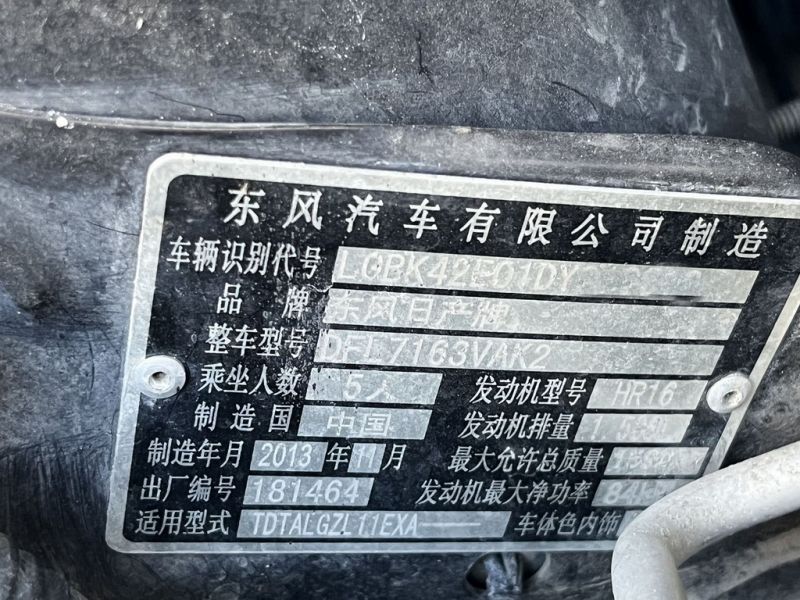 东风汽车有限公司制造
车辆识别代号 LGBK42E01DY
品牌 东风日产牌
整车型号 DFL7163VAK2
乘坐人数 5人 发动机型号 HR16
制造国 中国 发动机排量
制造年月 2013 年 11 月 最大允许总质量
出厂编号 181464 发动机最大净功率
适用型式 TDTALGZL11EXA 车体色内饰